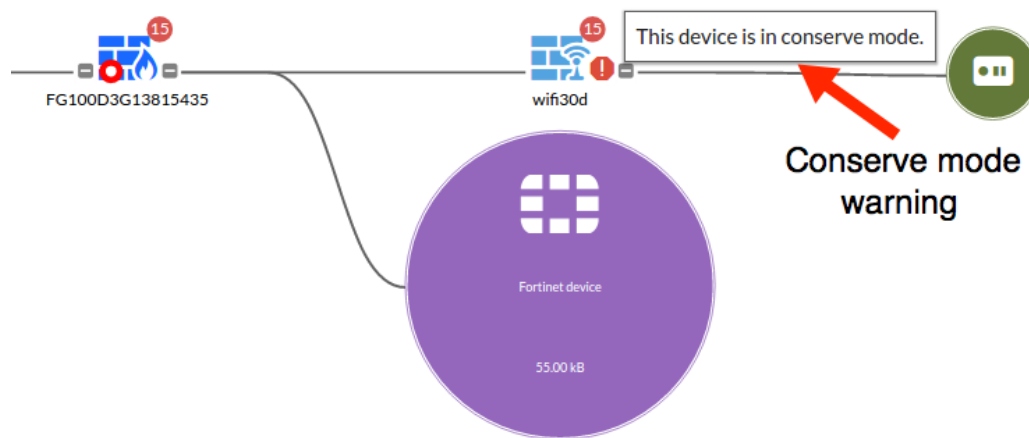 15
15
This device is in conserve mode.
FG100D3G13815435
wifi30d
Conserve mode
warning
Fortinet device
55.00 kB